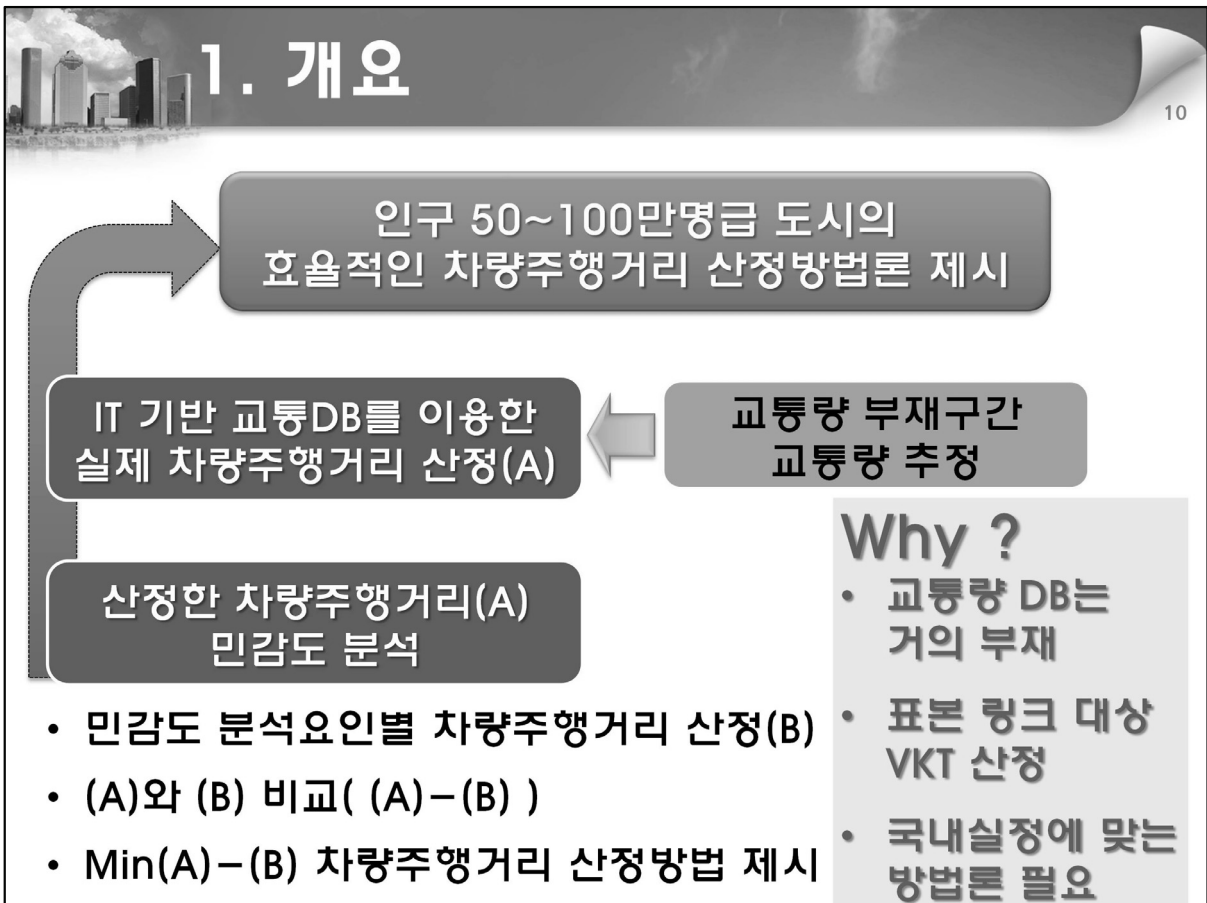 1. 개요
10
인구 50~100만명급 도시의
효율적인 차량주행거리 산정방법론 제시
IT 기반 교통DB를 이용한
실제 차량주행거리 산정(A)
교통량 부재구간
교통량 추정
산정한 차량주행거리(A)
민감도 분석
• 민감도 분석요인별 차량주행거리 산정(B)
• (A)와 (B) 비교( (A)-(B) )
• Min(A)-(B) 차량주행거리 산정방법 제시
Why ?
• 교통량 DB는
거의 부재
• 표본 링크 대상
VKT 산정
• 국내실정에 맞는
방법론 필요